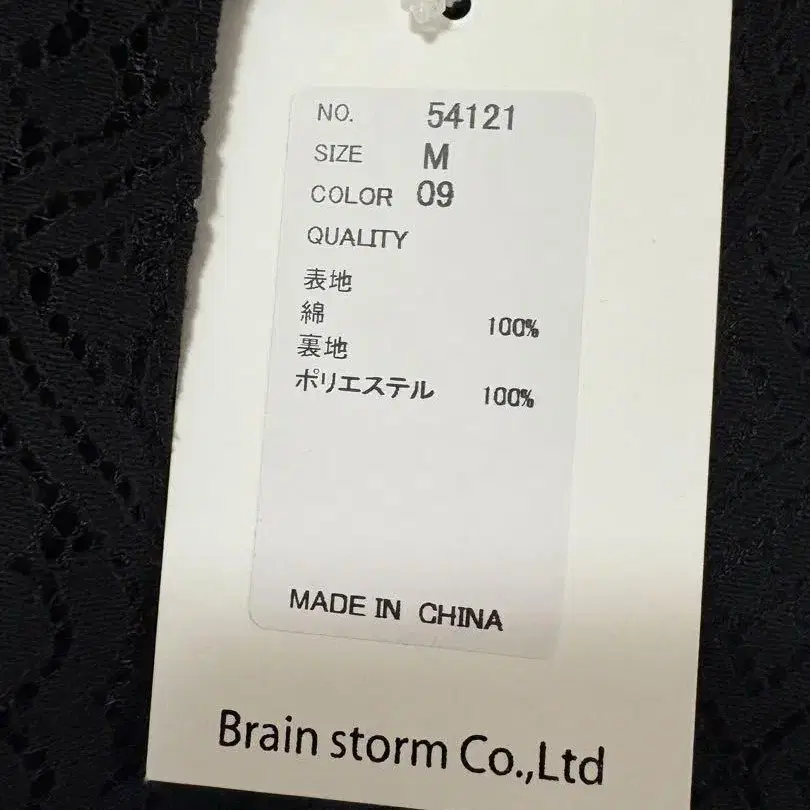 NO. 54121
SIZE M
COLOR 09
QUALITY
表地
綿 100%
裏地
ポリエステル 100%
MADE IN CHINA
Brain storm Co.,Ltd